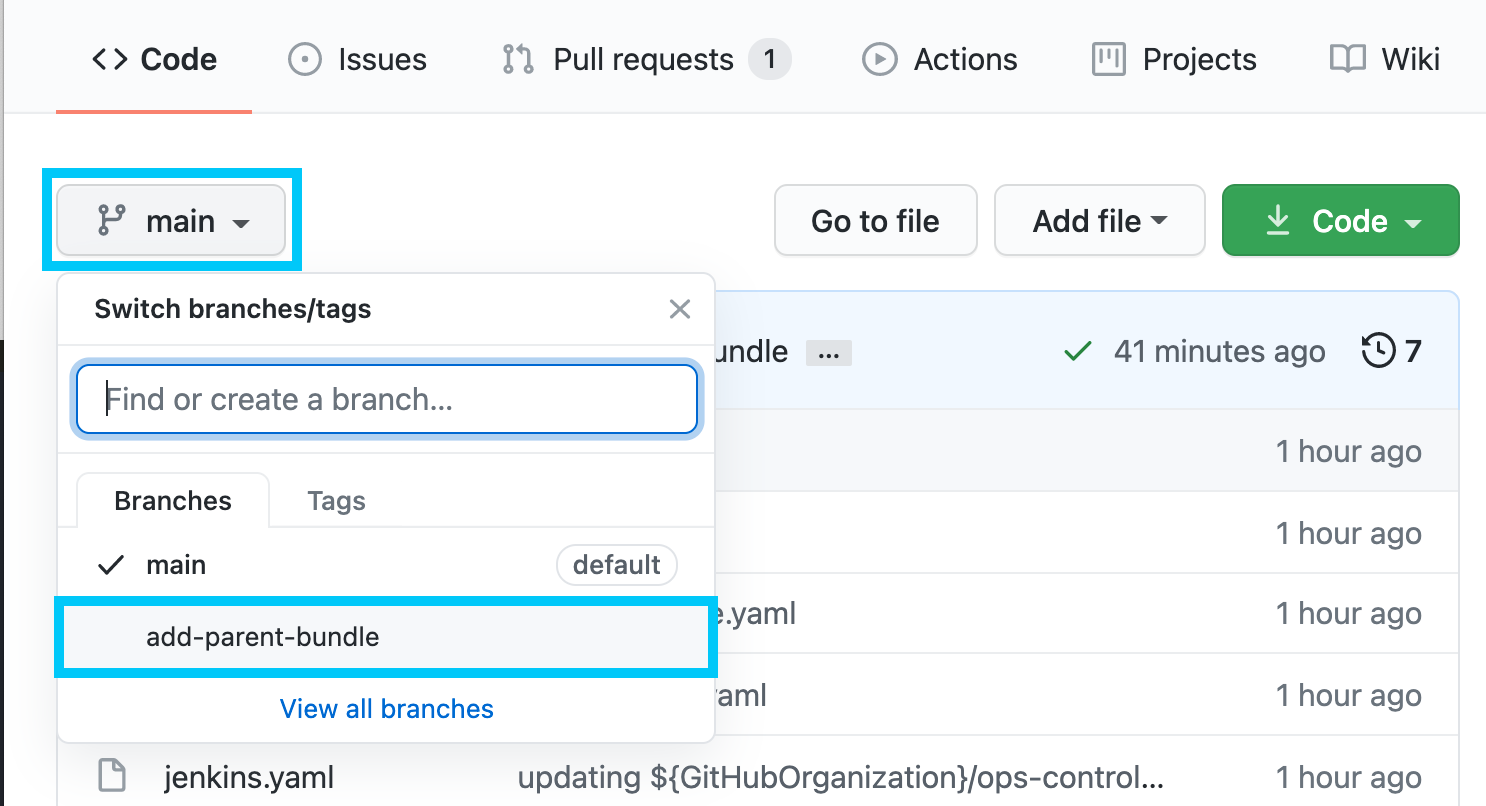 Code Issues Pull requests 1 Actions Projects Wiki
main Go to file Add file Code
Switch branches/tags
... 41 minutes ago 7
Find or create a branch...
1 hour ago
Branches Tags
1 hour ago
main default
.yaml 1 hour ago
add-parent-bundle
1 hour ago
View all branches
jenkins.yaml updating ${GitHubOrganization}/ops-control... 1 hour ago